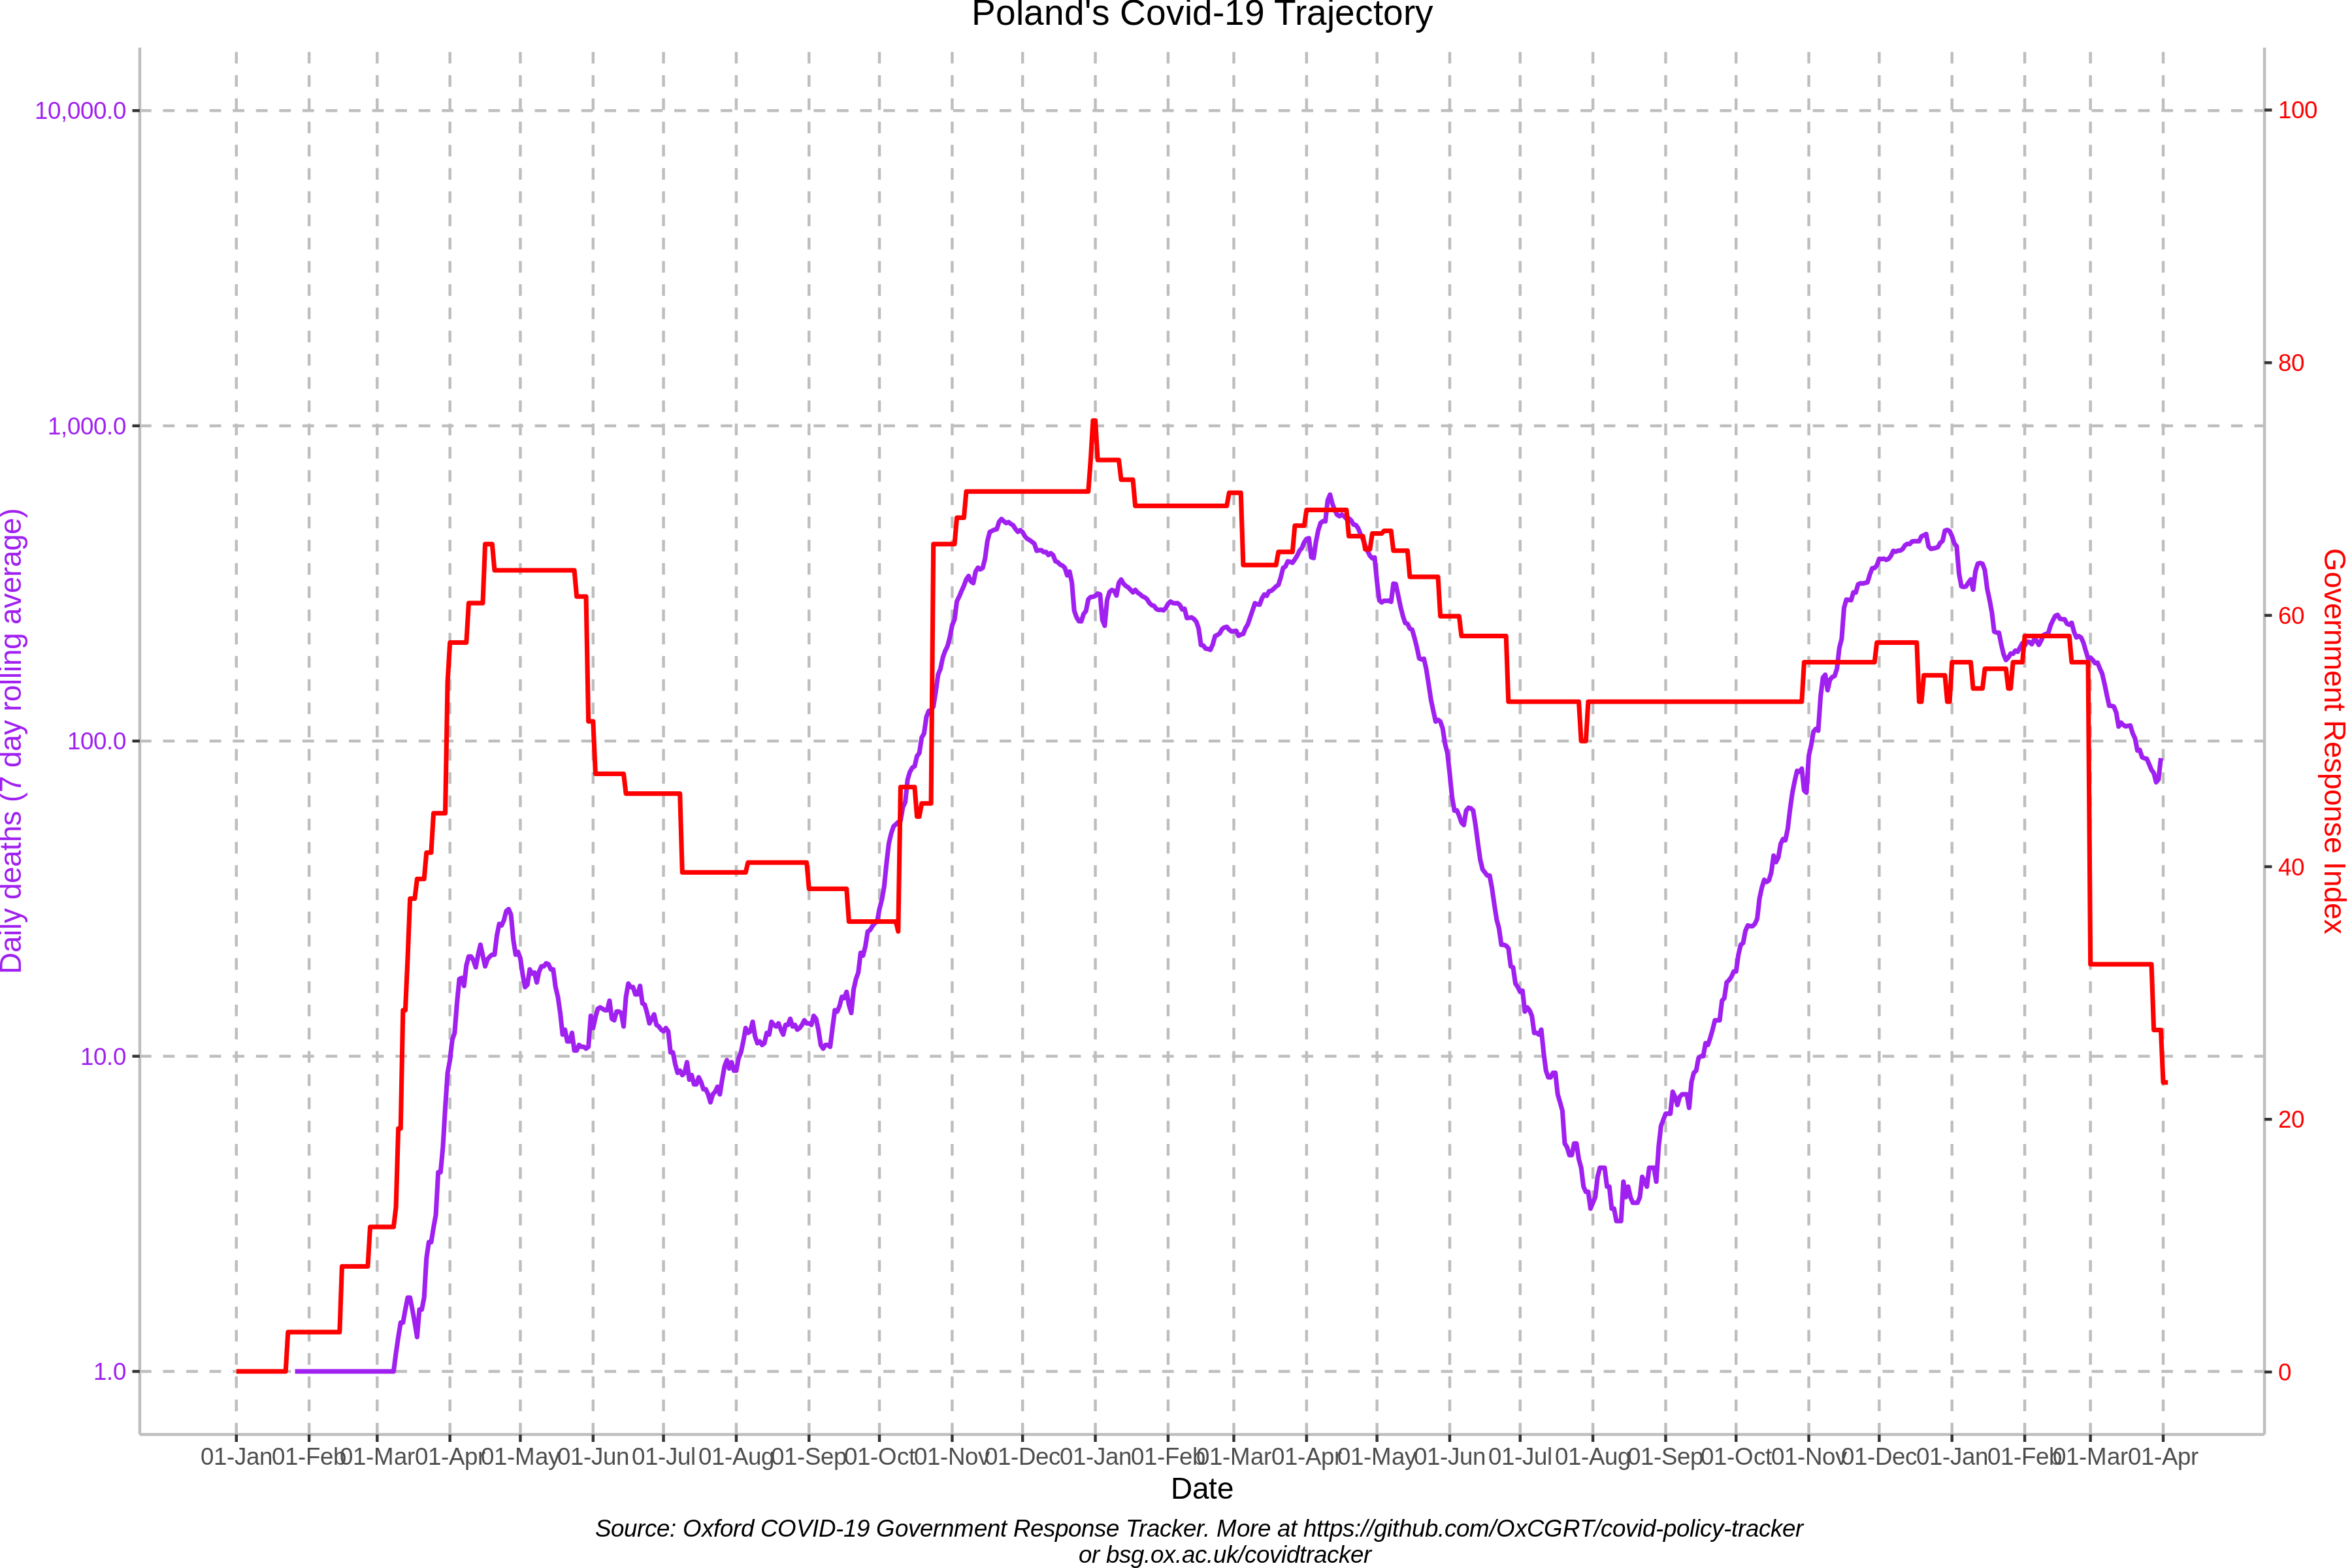 Poland's Covid-19 Trajectory
10,000.0
1,000.0
100.0
10.0
1.0
Daily deaths (7 day rolling average)
100
80
60
40
20
0
Government Response Index
01-Jan 01-Feb 01-Mar 01-Apr 01-May 01-Jun 01-Jul 01-Aug 01-Sep 01-Oct 01-Nov 01-Dec 01-Jan 01-Feb 01-Mar 01-Apr 01-May 01-Jun 01-Jul 01-Aug 01-Sep 01-Oct 01-Nov 01-Dec 01-Jan 01-Feb 01-Mar 01-Apr
Date
Source: Oxford COVID-19 Government Response Tracker. More at https://github.com/OxCGRT/covid-policy-tracker
or bsg.ox.ac.uk/covidtracker